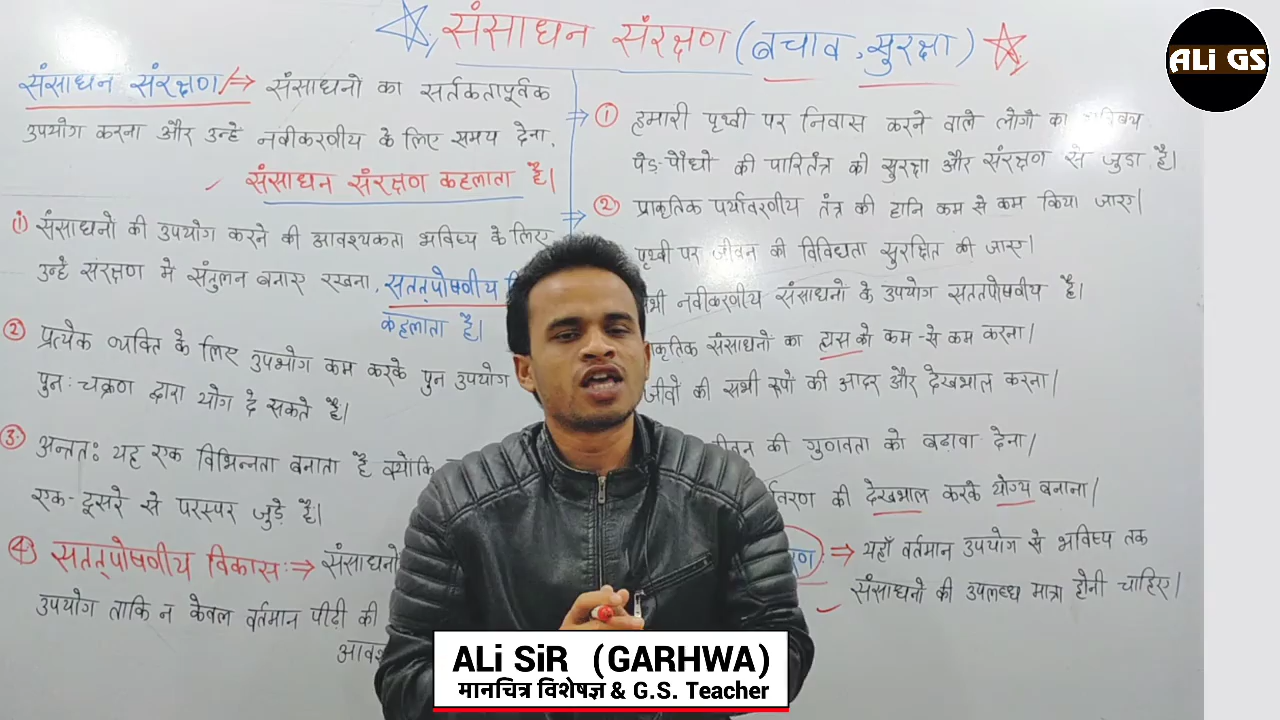 संसाधन संरक्षण (बचाव, सुरक्षा)
ALi GS
संसाधन संरक्षण/⇒ संसाधनो का सर्तकतापूर्वक
उपयोग करना और उन्हे नवीकरणीय के लिए समय देना,
संसाधन संरक्षण कहलाता है।
① संसाधनो की उपयोग करने की आवश्यकता भविष्य के लिए
उन्हे संरक्षण मे संतुलन बनाए रखना, सतत्पोषणीय
कहलाता है।
② प्रत्येक व्यक्ति के लिए उपभोग कम करके पुन उपयोग
पुनःचक्रण द्वारा योग दे सकते है।
③ अन्ततः यह एक विभिन्नता बनाता है क्योकि
एक-दूसरे से परस्पर जुड़े है।
④ सतत्पोषणीय विकास:⇒ संसाधनो
उपयोग ताकि न केवल वर्तमान पीढी की
① हमारी पृथ्वी पर निवास करने वाले लोगौ का
पेड़-पौधो की पारितंत्र की सुरक्षा और संरक्षण से जुड़ा है।
② प्राकृतिक पर्यावरणीय तंत्र की हानि कम से कम किया जाए।
पृथ्वी पर जीवन की विविधता सुरक्षित की जाए।
नवीकरणीय संसाधनो के उपयोग सततपोषणीय है।
संसाधनो का ह्रास को कम-से कम करना।
जीवो की सभी रूपो की आदर और देखभाल करना।
की गुणवता को बढ़ावा देना।
की देखभाल करके योग्य बनाना।
⇒ यहाँ वर्तमान उपयोग से भविष्य तक
संसाधनो की उपलब्ध मात्रा होनी चाहिए।
ALi SiR (GARHWA)
मानचित्र विशेषज्ञ & G.S. Teacher